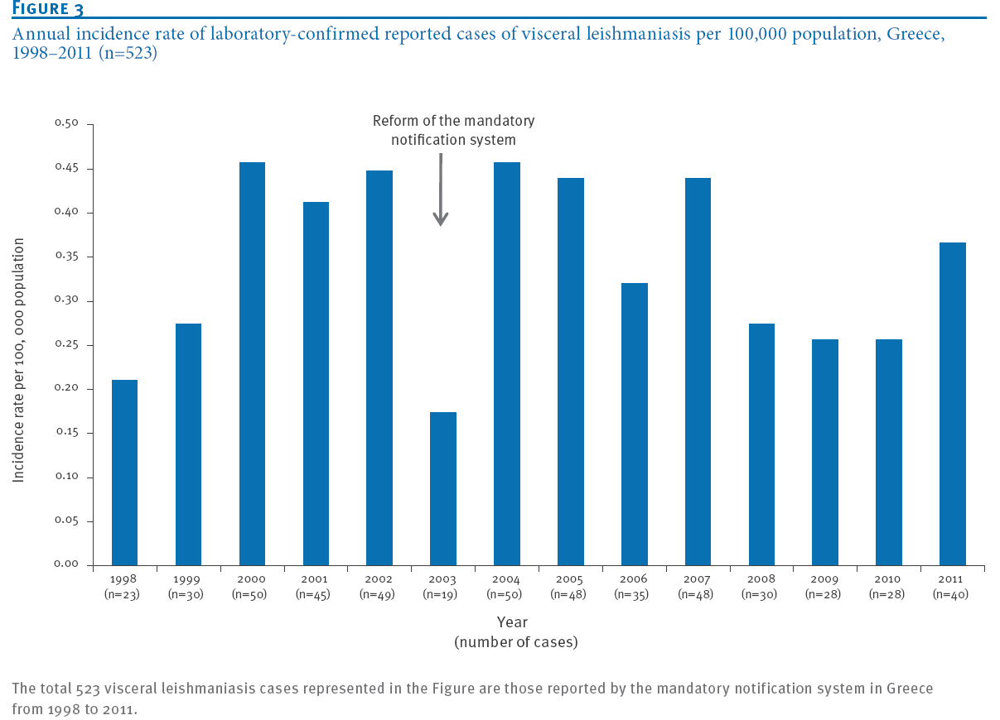 FIGURE 3
Annual incidence rate of laboratory-confirmed reported cases of visceral leishmaniasis per 100,000 population, Greece,
1998–2011 (n=523)
Reform of the mandatory
notification system
Incidence rate per 100, 000 population
0.50
0.45
0.40
0.35
0.30
0.25
0.20
0.15
0.10
0.05
0.00
1998 1999 2000 2001 2002 2003 2004 2005 2006 2007 2008 2009 2010 2011
(n=23) (n=30) (n=50) (n=45) (n=49) (n=19) (n=50) (n=48) (n=35) (n=48) (n=30) (n=28) (n=28) (n=40)
Year
(number of cases)
The total 523 visceral leishmaniasis cases represented in the Figure are those reported by the mandatory notification system in Greece
from 1998 to 2011.